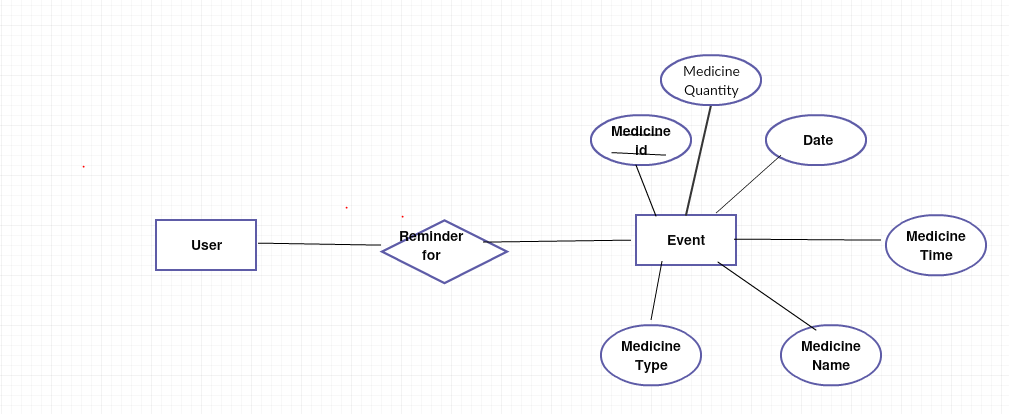 Medicine
Quantity
Medicine
id
Date
User
Reminder
for
Event
Medicine
Time
Medicine
Type
Medicine
Name